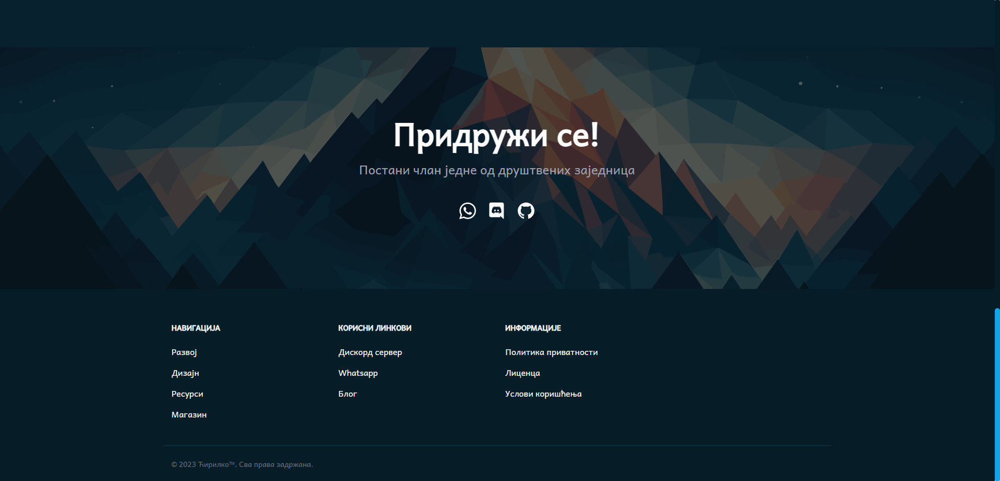 Придружи се!
Постани члан једне од друштвених заједница
НАВИГАЦИЈА
Развој
Дизајн
Ресурси
Магазин
КОРИСНИ ЛИНКОВИ
Дискорд сервер
Whatsapp
Блог
ИНФОРМАЦИЈЕ
Политика приватности
Лиценца
Услови коришћења
© 2023 Ћирилко™. Сва права задржана.